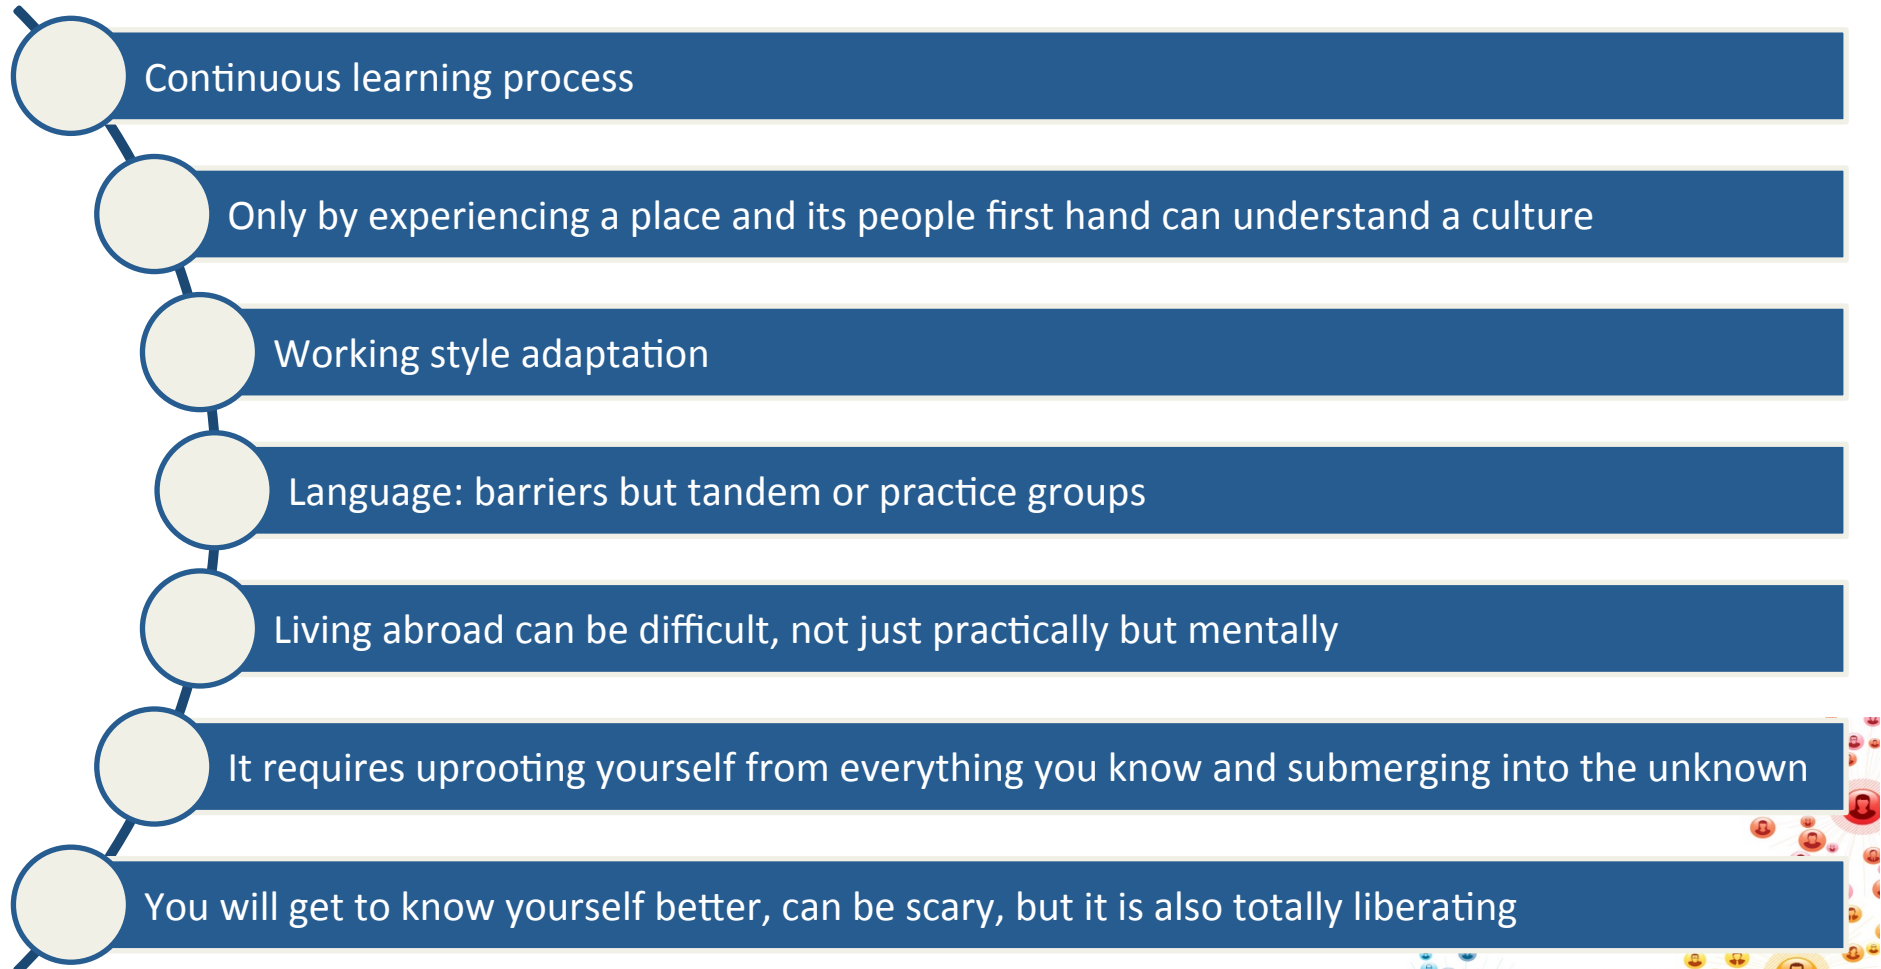 Continuous learning process
Only by experiencing a place and its people first hand can understand a culture
Working style adaptation
Language: barriers but tandem or practice groups
Living abroad can be difficult, not just practically but mentally
It requires uprooting yourself from everything you know and submerging into the unknown
You will get to know yourself better, can be scary, but it is also totally liberating